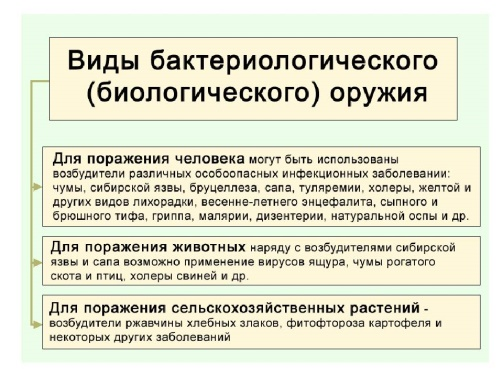 Виды бактериологического
(биологического) оружия
Для поражения человека могут быть использованы
возбудители различных особоопасных инфекционных заболевании:
чумы, сибирской язвы, бруцеллеза, сапа, туляремии, холеры, желтой и
других видов лихорадки, весенне-летнего энцефалита, сыпного и
брюшного тифа, гриппа, малярии, дизентерии, натуральной оспы и др.
Для поражения животных наряду с возбудителями сибирской
язвы и сапа возможно применение вирусов ящура, чумы рогатого
скота и птиц, холеры свиней и др.
Для поражения сельскохозяйственных растений -
возбудители ржавчины хлебных злаков, фитофтороза картофеля и
некоторых других заболеваний